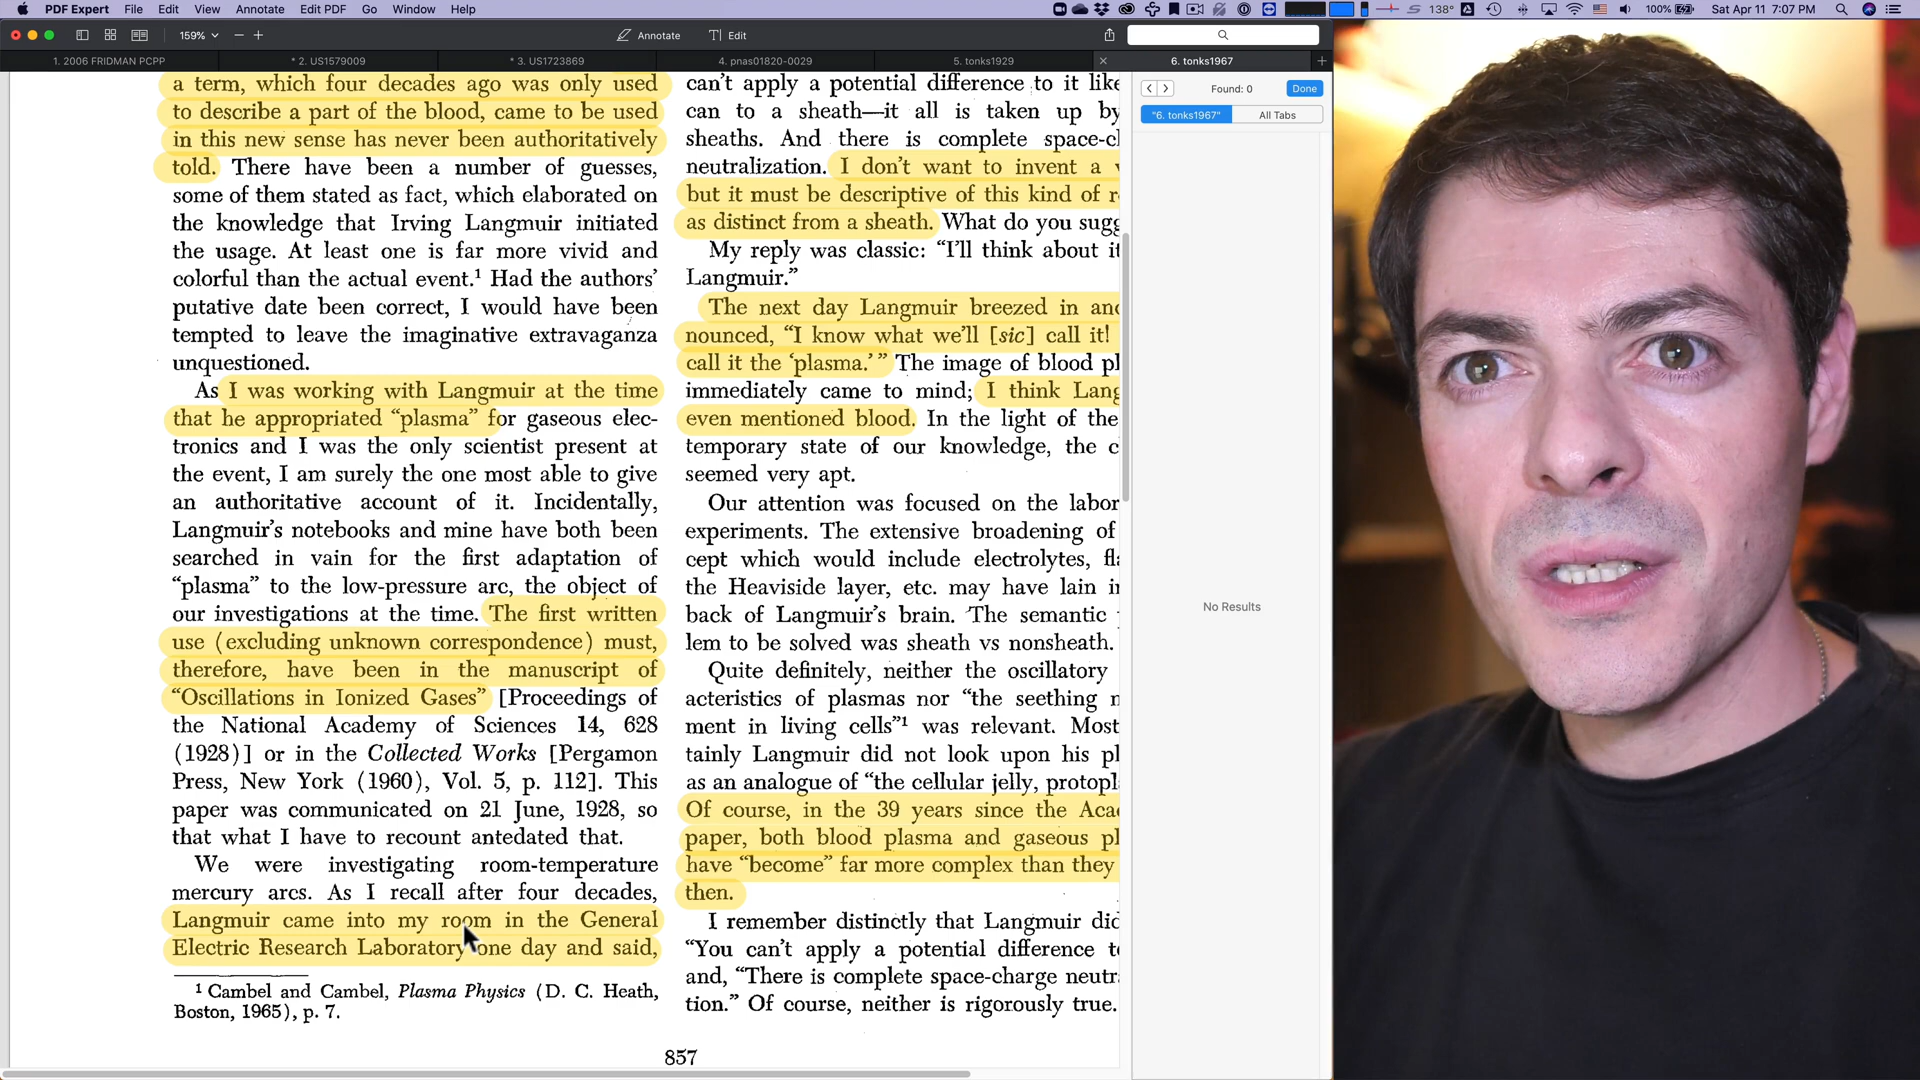 PDF Expert File Edit View Annotate Edit PDF Go Window Help
138° 100% Sat Apr 11 7:07 PM
159% Annotate Edit
1. 2006 FRIDMAN PCPP
* 2. US1579009
* 3. US1723869
4. pnas01820-0029
5. tonks1929
6. tonks1967
a term, which four decades ago was only used
to describe a part of the blood, came to be used
in this new sense has never been authoritatively
told. There have been a number of guesses,
some of them stated as fact, which elaborated on
the knowledge that Irving Langmuir initiated
the usage. At least one is far more vivid and
colorful than the actual event.¹ Had the authors’
putative date been correct, I would have been
tempted to leave the imaginative extravaganza
unquestioned.
As I was working with Langmuir at the time
that he appropriated “plasma” for gaseous elec-
tronics and I was the only scientist present at
the event, I am surely the one most able to give
an authoritative account of it. Incidentally,
Langmuir’s notebooks and mine have both been
searched in vain for the first adaptation of
“plasma” to the low-pressure arc, the object of
our investigations at the time. The first written
use (excluding unknown correspondence) must,
therefore, have been in the manuscript of
“Oscillations in Ionized Gases” [Proceedings of
the National Academy of Sciences 14, 628
(1928)] or in the Collected Works [Pergamon
Press, New York (1960), Vol. 5, p. 112]. This
paper was communicated on 21 June, 1928, so
that what I have to recount antedated that.
We were investigating room-temperature
mercury arcs. As I recall after four decades,
Langmuir came into my room in the General
Electric Research Laboratory one day and said,
¹ Cambel and Cambel, Plasma Physics (D. C. Heath,
Boston, 1965), p. 7.
can’t apply a potential difference to it like
can to a sheath—it all is taken up by
sheaths. And there is complete space-c
neutralization. I don’t want to invent a
but it must be descriptive of this kind of r
as distinct from a sheath. What do you sugg
My reply was classic: “I’ll think about it
Langmuir.”
The next day Langmuir breezed in an
nounced, “I know what we’ll [sic] call it!
call it the ‘plasma.’” The image of blood pl
immediately came to mind; I think Lang
even mentioned blood. In the light of the
temporary state of our knowledge, the c
seemed very apt.
Our attention was focused on the labor
experiments. The extensive broadening of
cept which would include electrolytes, fl
the Heaviside layer, etc. may have lain i
back of Langmuir’s brain. The semantic
lem to be solved was sheath vs nonsheath.
Quite definitely, neither the oscillatory
acteristics of plasmas nor “the seething
ment in living cells”¹ was relevant. Most
tainly Langmuir did not look upon his pl
as an analogue of “the cellular jelly, protopl
Of course, in the 39 years since the Aca
paper, both blood plasma and gaseous pl
have “become” far more complex than they
then.
I remember distinctly that Langmuir did
“You can’t apply a potential difference t
and, “There is complete space-charge neutr
tion.” Of course, neither is rigorously true.
857
Found: 0 Done
"6. tonks1967" All Tabs
No Results